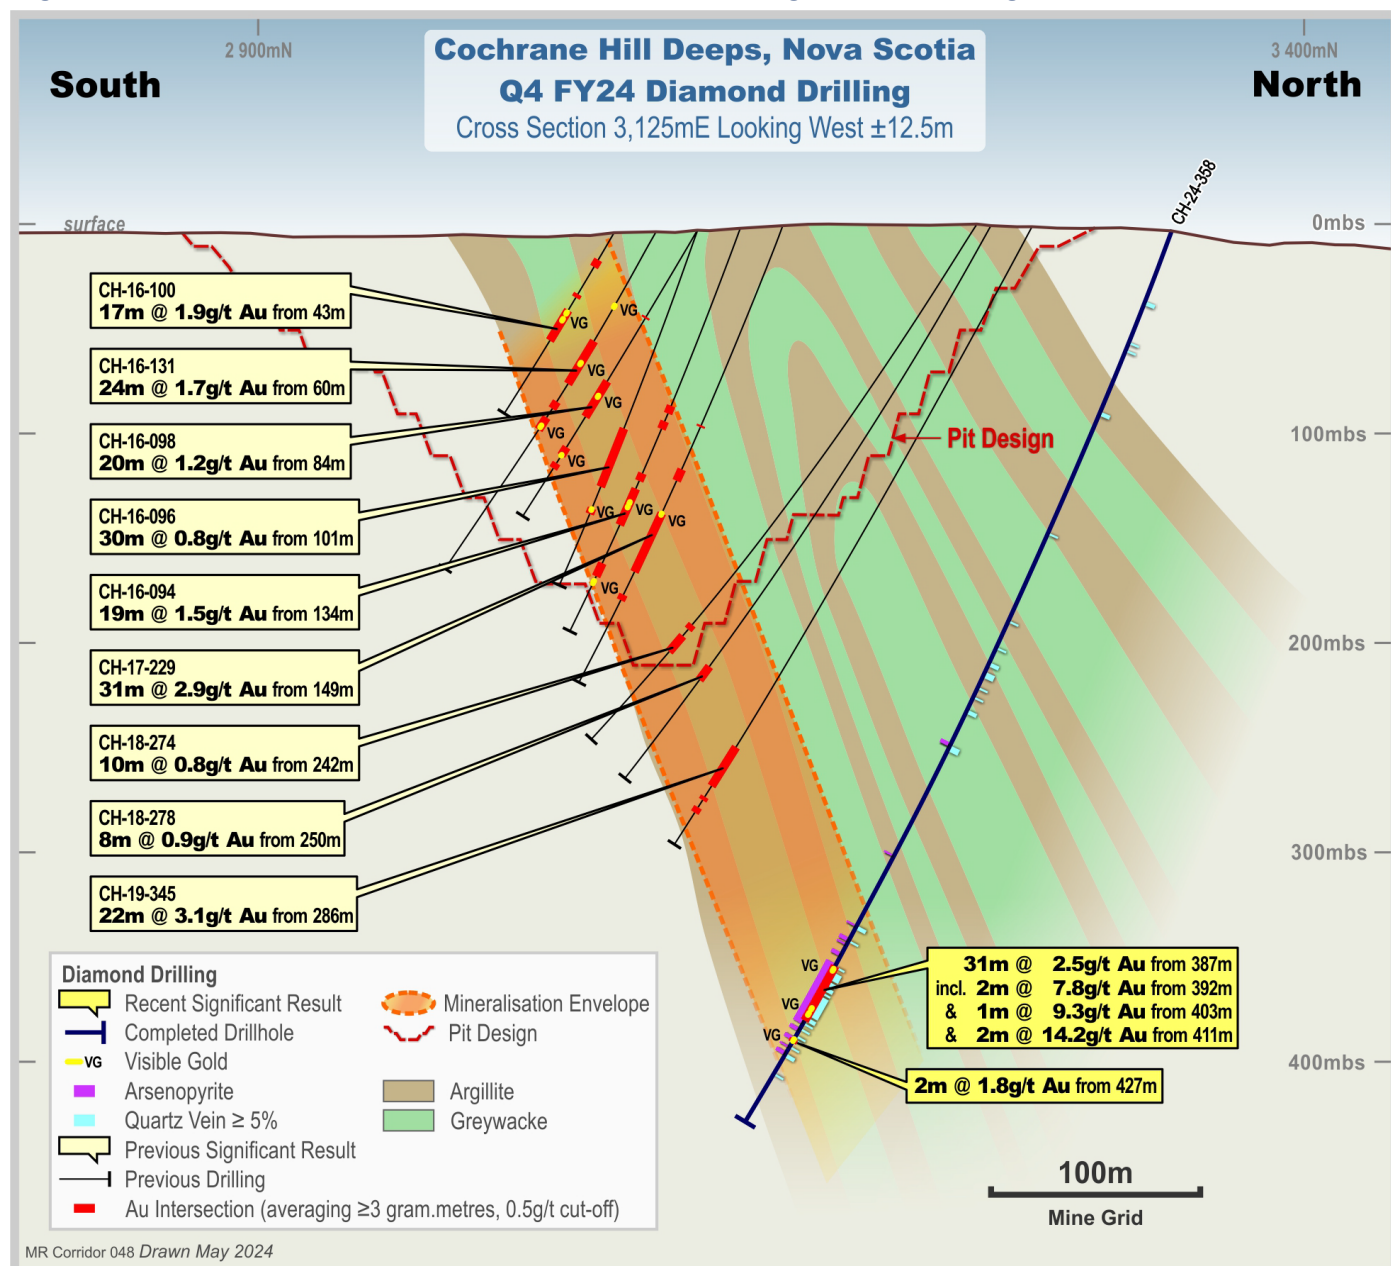 2 900mN
3 400mN
South
Cochrane Hill Deeps, Nova Scotia
Q4 FY24 Diamond Drilling
Cross Section 3,125mE Looking West ±12.5m
North
CH-24-358
surface
0mbs
100mbs
200mbs
300mbs
400mbs
CH-16-100
17m @ 1.9g/t Au from 43m
CH-16-131
24m @ 1.7g/t Au from 60m
CH-16-098
20m @ 1.2g/t Au from 84m
CH-16-096
30m @ 0.8g/t Au from 101m
CH-16-094
19m @ 1.5g/t Au from 134m
CH-17-229
31m @ 2.9g/t Au from 149m
CH-18-274
10m @ 0.8g/t Au from 242m
CH-18-278
8m @ 0.9g/t Au from 250m
CH-19-345
22m @ 3.1g/t Au from 286m
VG
VG
VG
VG
VG
VG
VG
VG
VG
VG
Pit Design
VG
VG
VG
31m @ 2.5g/t Au from 387m
incl. 2m @ 7.8g/t Au from 392m
& 1m @ 9.3g/t Au from 403m
& 2m @ 14.2g/t Au from 411m
2m @ 1.8g/t Au from 427m
Diamond Drilling
Recent Significant Result
Completed Drillhole
VG Visible Gold
Arsenopyrite
Quartz Vein ≥ 5%
Previous Significant Result
Previous Drilling
Au Intersection (averaging ≥3 gram.metres, 0.5g/t cut-off)
Mineralisation Envelope
Pit Design
Argillite
Greywacke
100m
Mine Grid
MR Corridor 048 Drawn May 2024